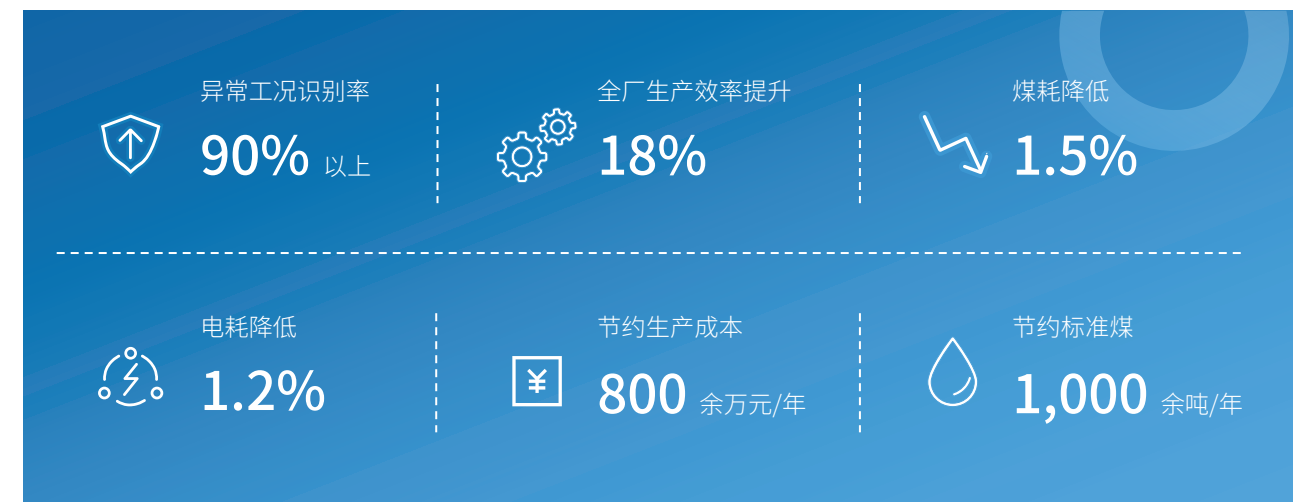 异常工况识别率
90% 以上
全厂生产效率提升
18%
煤耗降低
1.5%
电耗降低
1.2%
节约生产成本
¥
800 余万元/年
节约标准煤
1,000 余吨/年